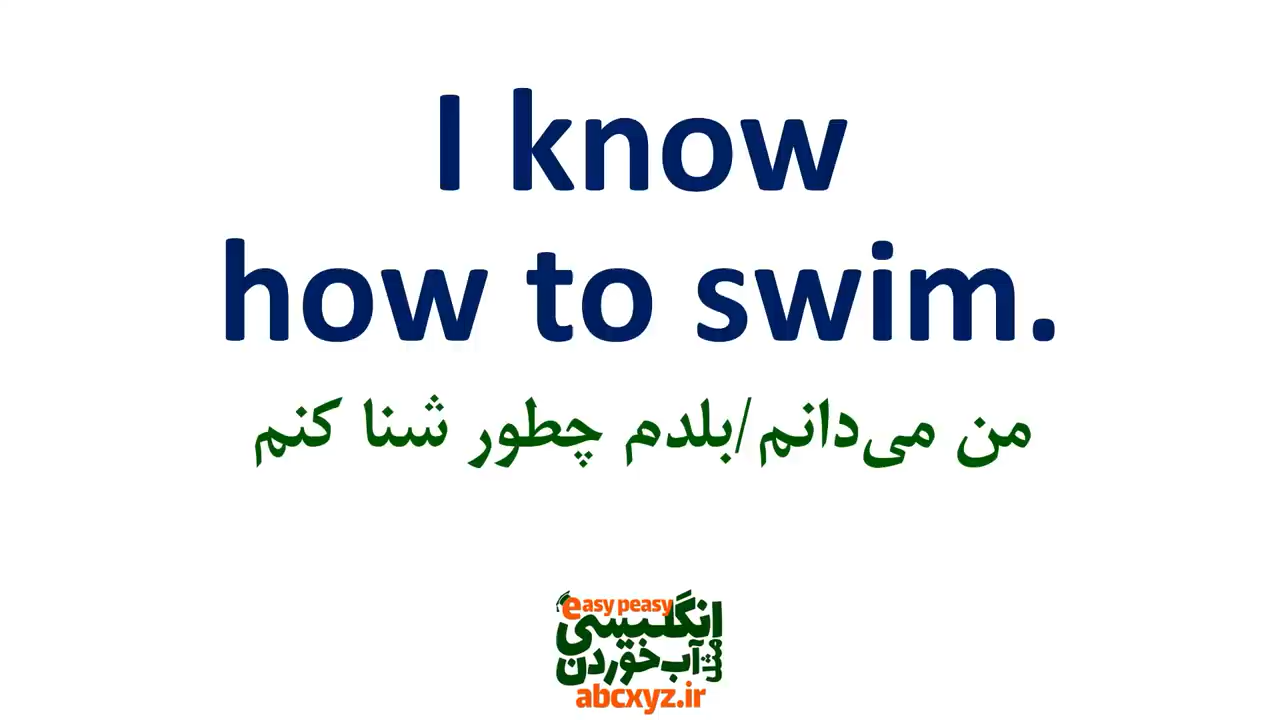 I know
how to swim.
من می‌دانم/بلدم چطور شنا کنم
easy peasy
انگلیسی
مثل آب خوردن
abcxyz.ir